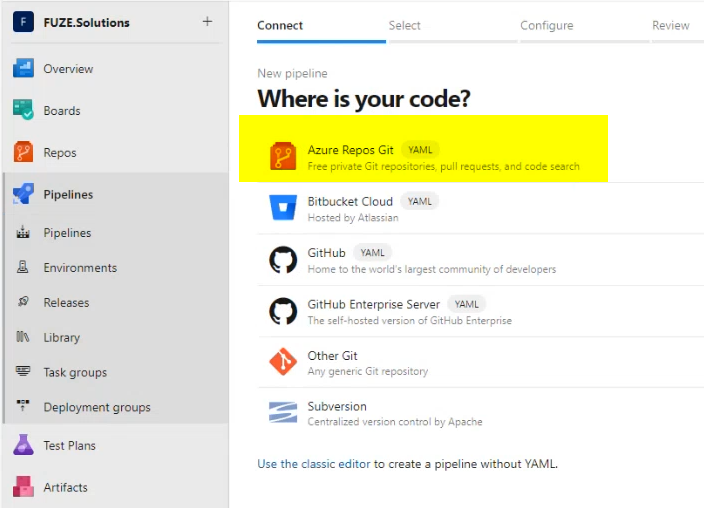 F FUZE.Solutions +
Overview
Boards
Repos
Pipelines
Pipelines
Environments
Releases
Library
Task groups
Deployment groups
Test Plans
Artifacts
Connect Select Configure Review
New pipeline
Where is your code?
Azure Repos Git YAML
Free private Git repositories, pull requests, and code search
Bitbucket Cloud YAML
Hosted by Atlassian
GitHub YAML
Home to the world's largest community of developers
GitHub Enterprise Server YAML
The self-hosted version of GitHub Enterprise
Other Git
Any generic Git repository
Subversion
Centralized version control by Apache
Use the classic editor to create a pipeline without YAML.